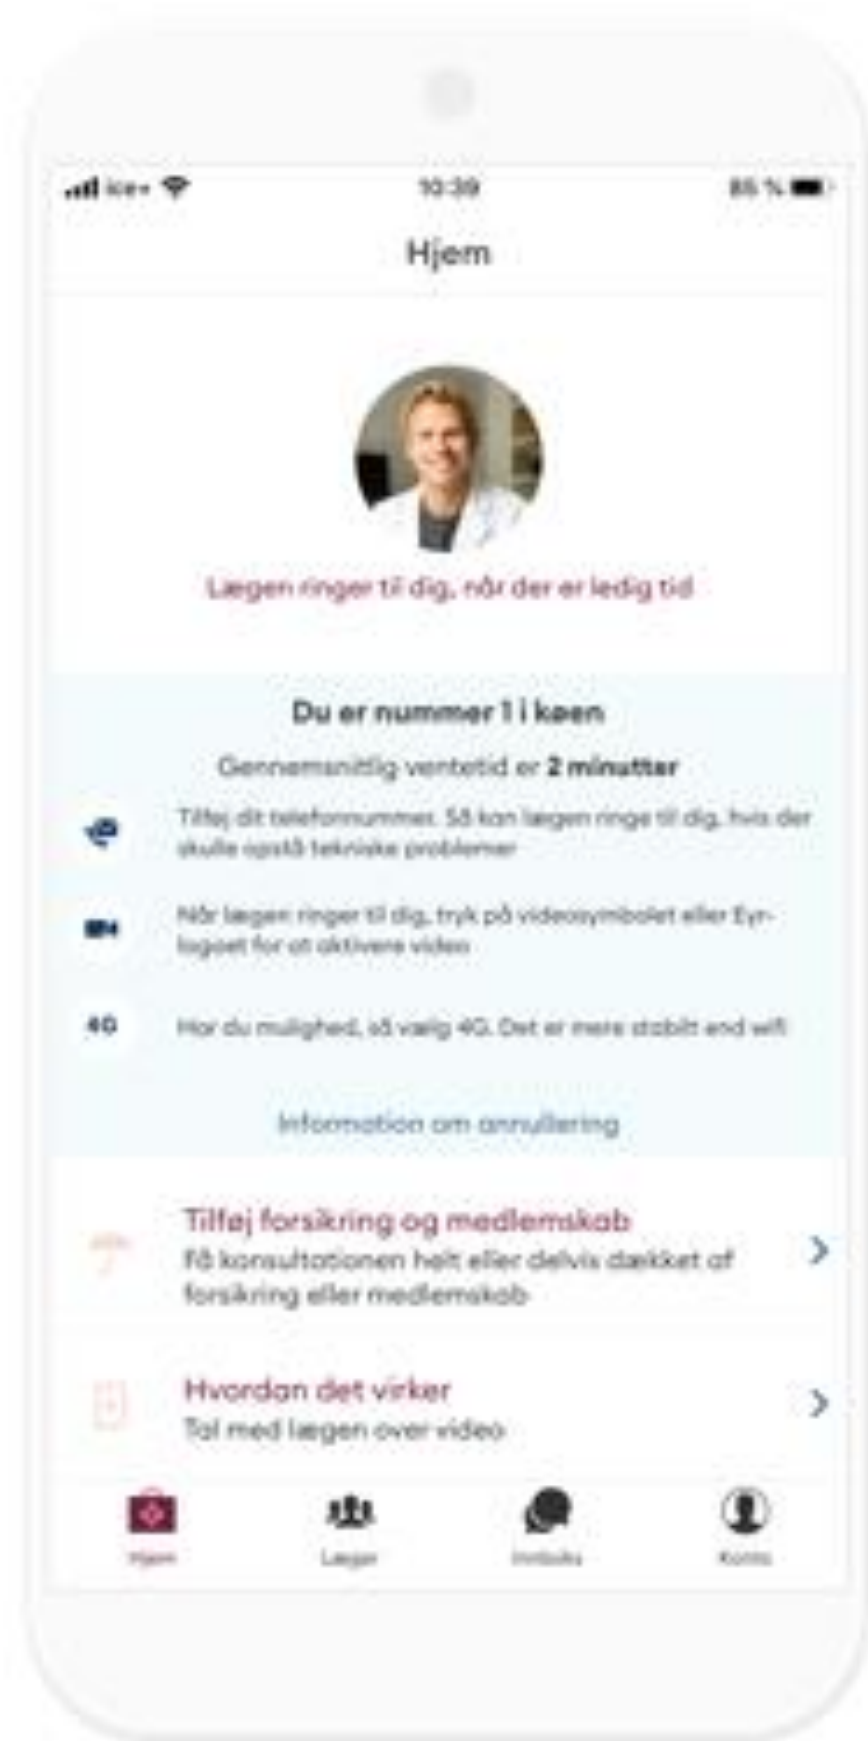 ice+
10:39
85 %
Hjem
Lægen ringer til dig, når der er ledig tid
Du er nummer 1 i køen
Gennemsnitlig ventetid er 2 minutter
Tilføj dit telefonnummer. Så kan lægen ringe til dig, hvis der
skulle opstå tekniske problemer
Når lægen ringer til dig, tryk på videosymbolet eller Eyr-
logoet for at aktivere video
4G
Har du mulighed, så vælg 4G. Det er mere stabilt end wifi
Information om annullering
Tilføj forsikring og medlemskab
Få konsultationen helt eller delvis dækket af
forsikring eller medlemskab
Hvordan det virker
Tal med lægen over video
Hjem
Læger
Innboks
Konto